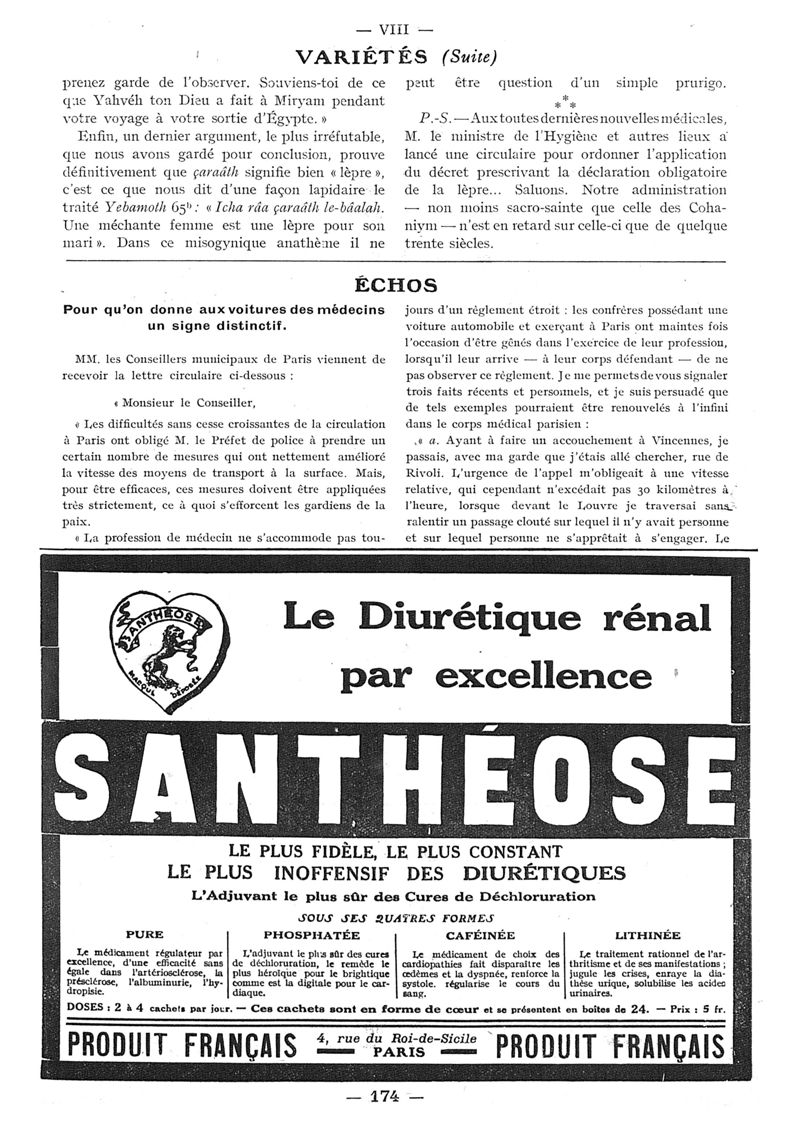 — VIII —
VARIÉTÉS (Suite)
prenez garde de l'observer. Souviens-toi de ce
que Yahvéh ton Dieu a fait à Miryam pendant
votre voyage à votre sortie d'Égypte. »
Enfin, un dernier argument, le plus irréfutable,
que nous avons gardé pour conclusion, prouve
définitivement que çaraâth signifie bien « lèpre »,
c'est ce que nous dit d'une façon lapidaire le
traité Yebamoth 65ᵇ : « Icha râa çaraâth le-bâalah.
Une méchante femme est une lèpre pour son
mari ». Dans ce misogynique anathème il ne
peut être question d'un simple prurigo.
***
P.-S. — Aux toutes dernières nouvelles médicales,
M. le ministre de l'Hygiène et autres lieux a
lancé une circulaire pour ordonner l'application
du décret prescrivant la déclaration obligatoire
de la lèpre... Saluons. Notre administration
— non moins sacro-sainte que celle des Coha-
niym — n'est en retard sur celle-ci que de quelque
trente siècles.
ÉCHOS
Pour qu'on donne aux voitures des médecins
un signe distinctif.
MM. les Conseillers municipaux de Paris viennent de
recevoir la lettre circulaire ci-dessous :
« Monsieur le Conseiller,
« Les difficultés sans cesse croissantes de la circulation
à Paris ont obligé M. le Préfet de police à prendre un
certain nombre de mesures qui ont nettement amélioré
la vitesse des moyens de transport à la surface. Mais,
pour être efficaces, ces mesures doivent être appliquées
très strictement, ce à quoi s'efforcent les gardiens de la
paix.
« La profession de médecin ne s'accommode pas tou-
jours d'un règlement étroit : les confrères possédant une
voiture automobile et exerçant à Paris ont maintes fois
l'occasion d'être gênés dans l'exercice de leur profession,
lorsqu'il leur arrive — à leur corps défendant — de ne
pas observer ce règlement. Je me permets de vous signaler
trois faits récents et personnels, et je suis persuadé que
de tels exemples pourraient être renouvelés à l'infini
dans le corps médical parisien :
« a. Ayant à faire un accouchement à Vincennes, je
passais, avec ma garde que j'étais allé chercher, rue de
Rivoli. L'urgence de l'appel m'obligeait à une vitesse
relative, qui cependant n'excédait pas 30 kilomètres à
l'heure, lorsque devant le Louvre je traversai sans
ralentir un passage clouté sur lequel il n'y avait personne
et sur lequel personne ne s'apprêtait à s'engager. Le
SANTHÉOSE
MARQUE DÉPOSÉE
Le Diurétique rénal
par excellence
SANTHÉOSE
LE PLUS FIDÈLE, LE PLUS CONSTANT
LE PLUS INOFFENSIF DES DIURÉTIQUES
L'Adjuvant le plus sûr des Cures de Déchloruration
SOUS SES QUATRES FORMES
PURE
Le médicament régulateur par
excellence, d'une efficacité sans
égale dans l'artériosclérose, la
présclérose, l'albuminurie, l'hy-
dropisie.
PHOSPHATÉE
L'adjuvant le plus sûr des cures
de déchloruration, le remède le
plus héroïque pour le brightique
comme est la digitale pour le car-
diaque.
CAFÉINÉE
Le médicament de choix des
cardiopathies fait disparaître les
œdèmes et la dyspnée, renforce la
systole, régularise le cours du
sang.
LITHINÉE
Le traitement rationnel de l'ar-
thritisme et de ses manifestations ;
jugule les crises, enraye la dia-
thèse urique, solubilise les acides
urinaires.
DOSES : 2 à 4 cachets par jour. — Ces cachets sont en forme de cœur et se présentent en boîtes de 24. — Prix : 5 fr.
PRODUIT FRANÇAIS
4, rue du Roi-de-Sicile
— PARIS —
PRODUIT FRANÇAIS
— 174 —